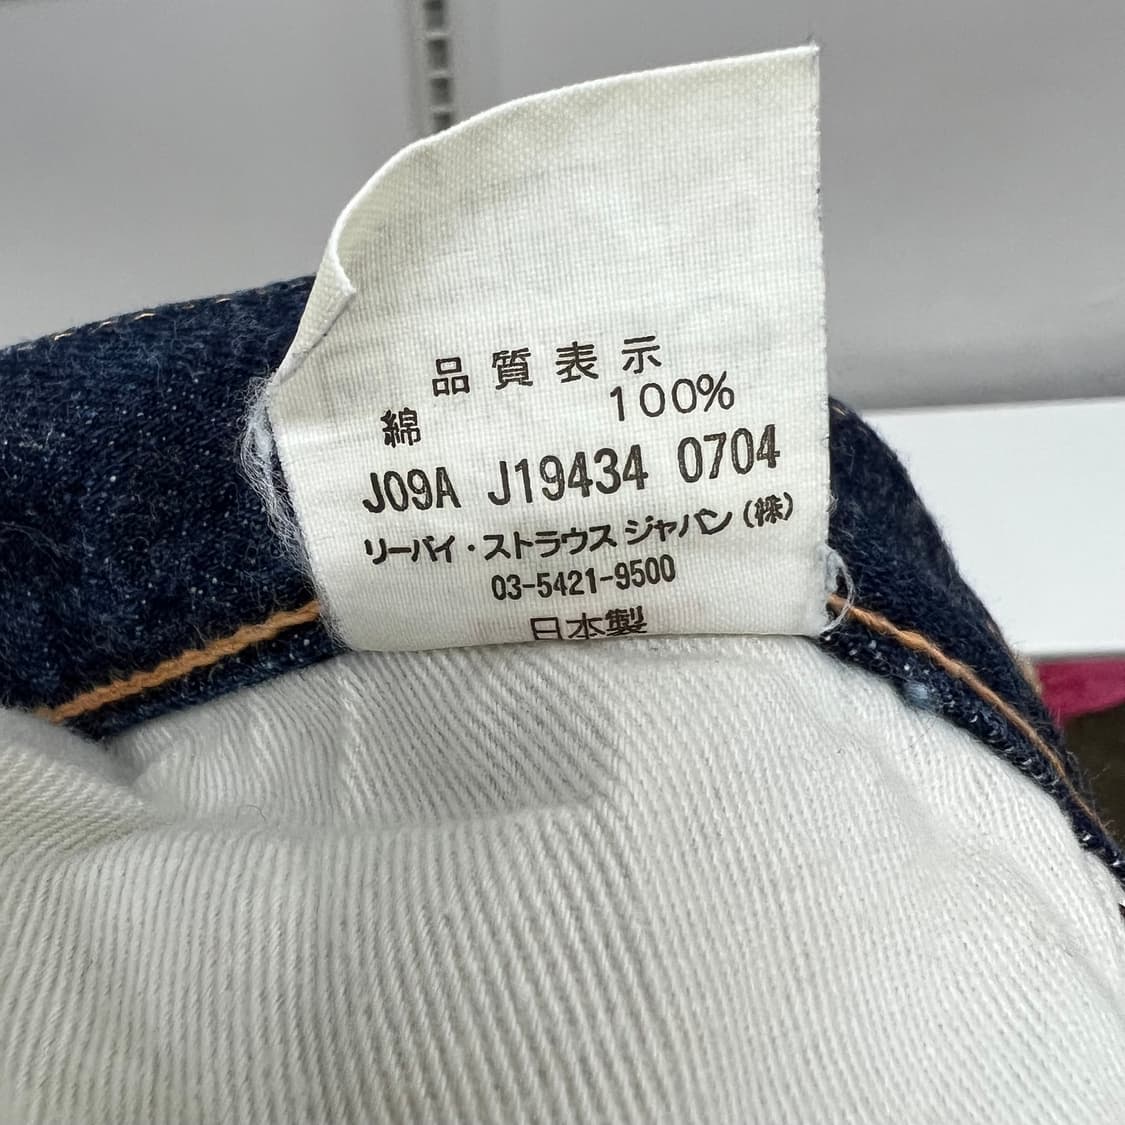 品質表示
綿 100%
J09A J19434 0704
リーバイ・ストラウス ジャパン(株)
03-5421-9500
日本製